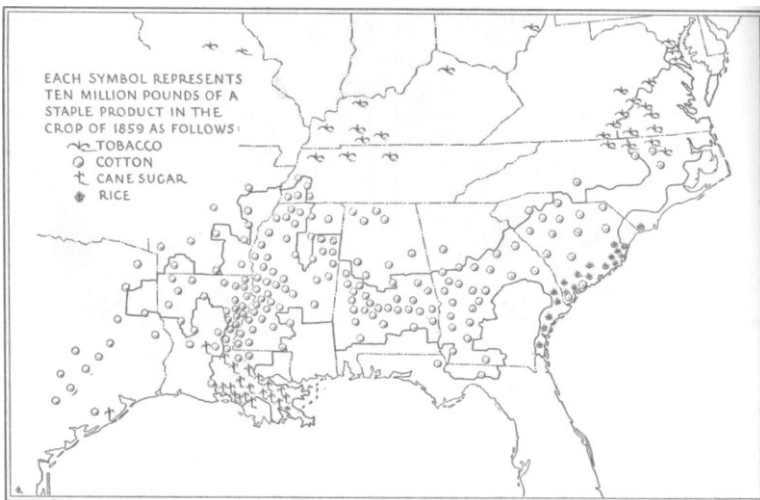 EACH SYMBOL REPRESENTS
TEN MILLION POUNDS OF A
STAPLE PRODUCT IN THE
CROP OF 1859 AS FOLLOWS:
TOBACCO
COTTON
CANE SUGAR
RICE